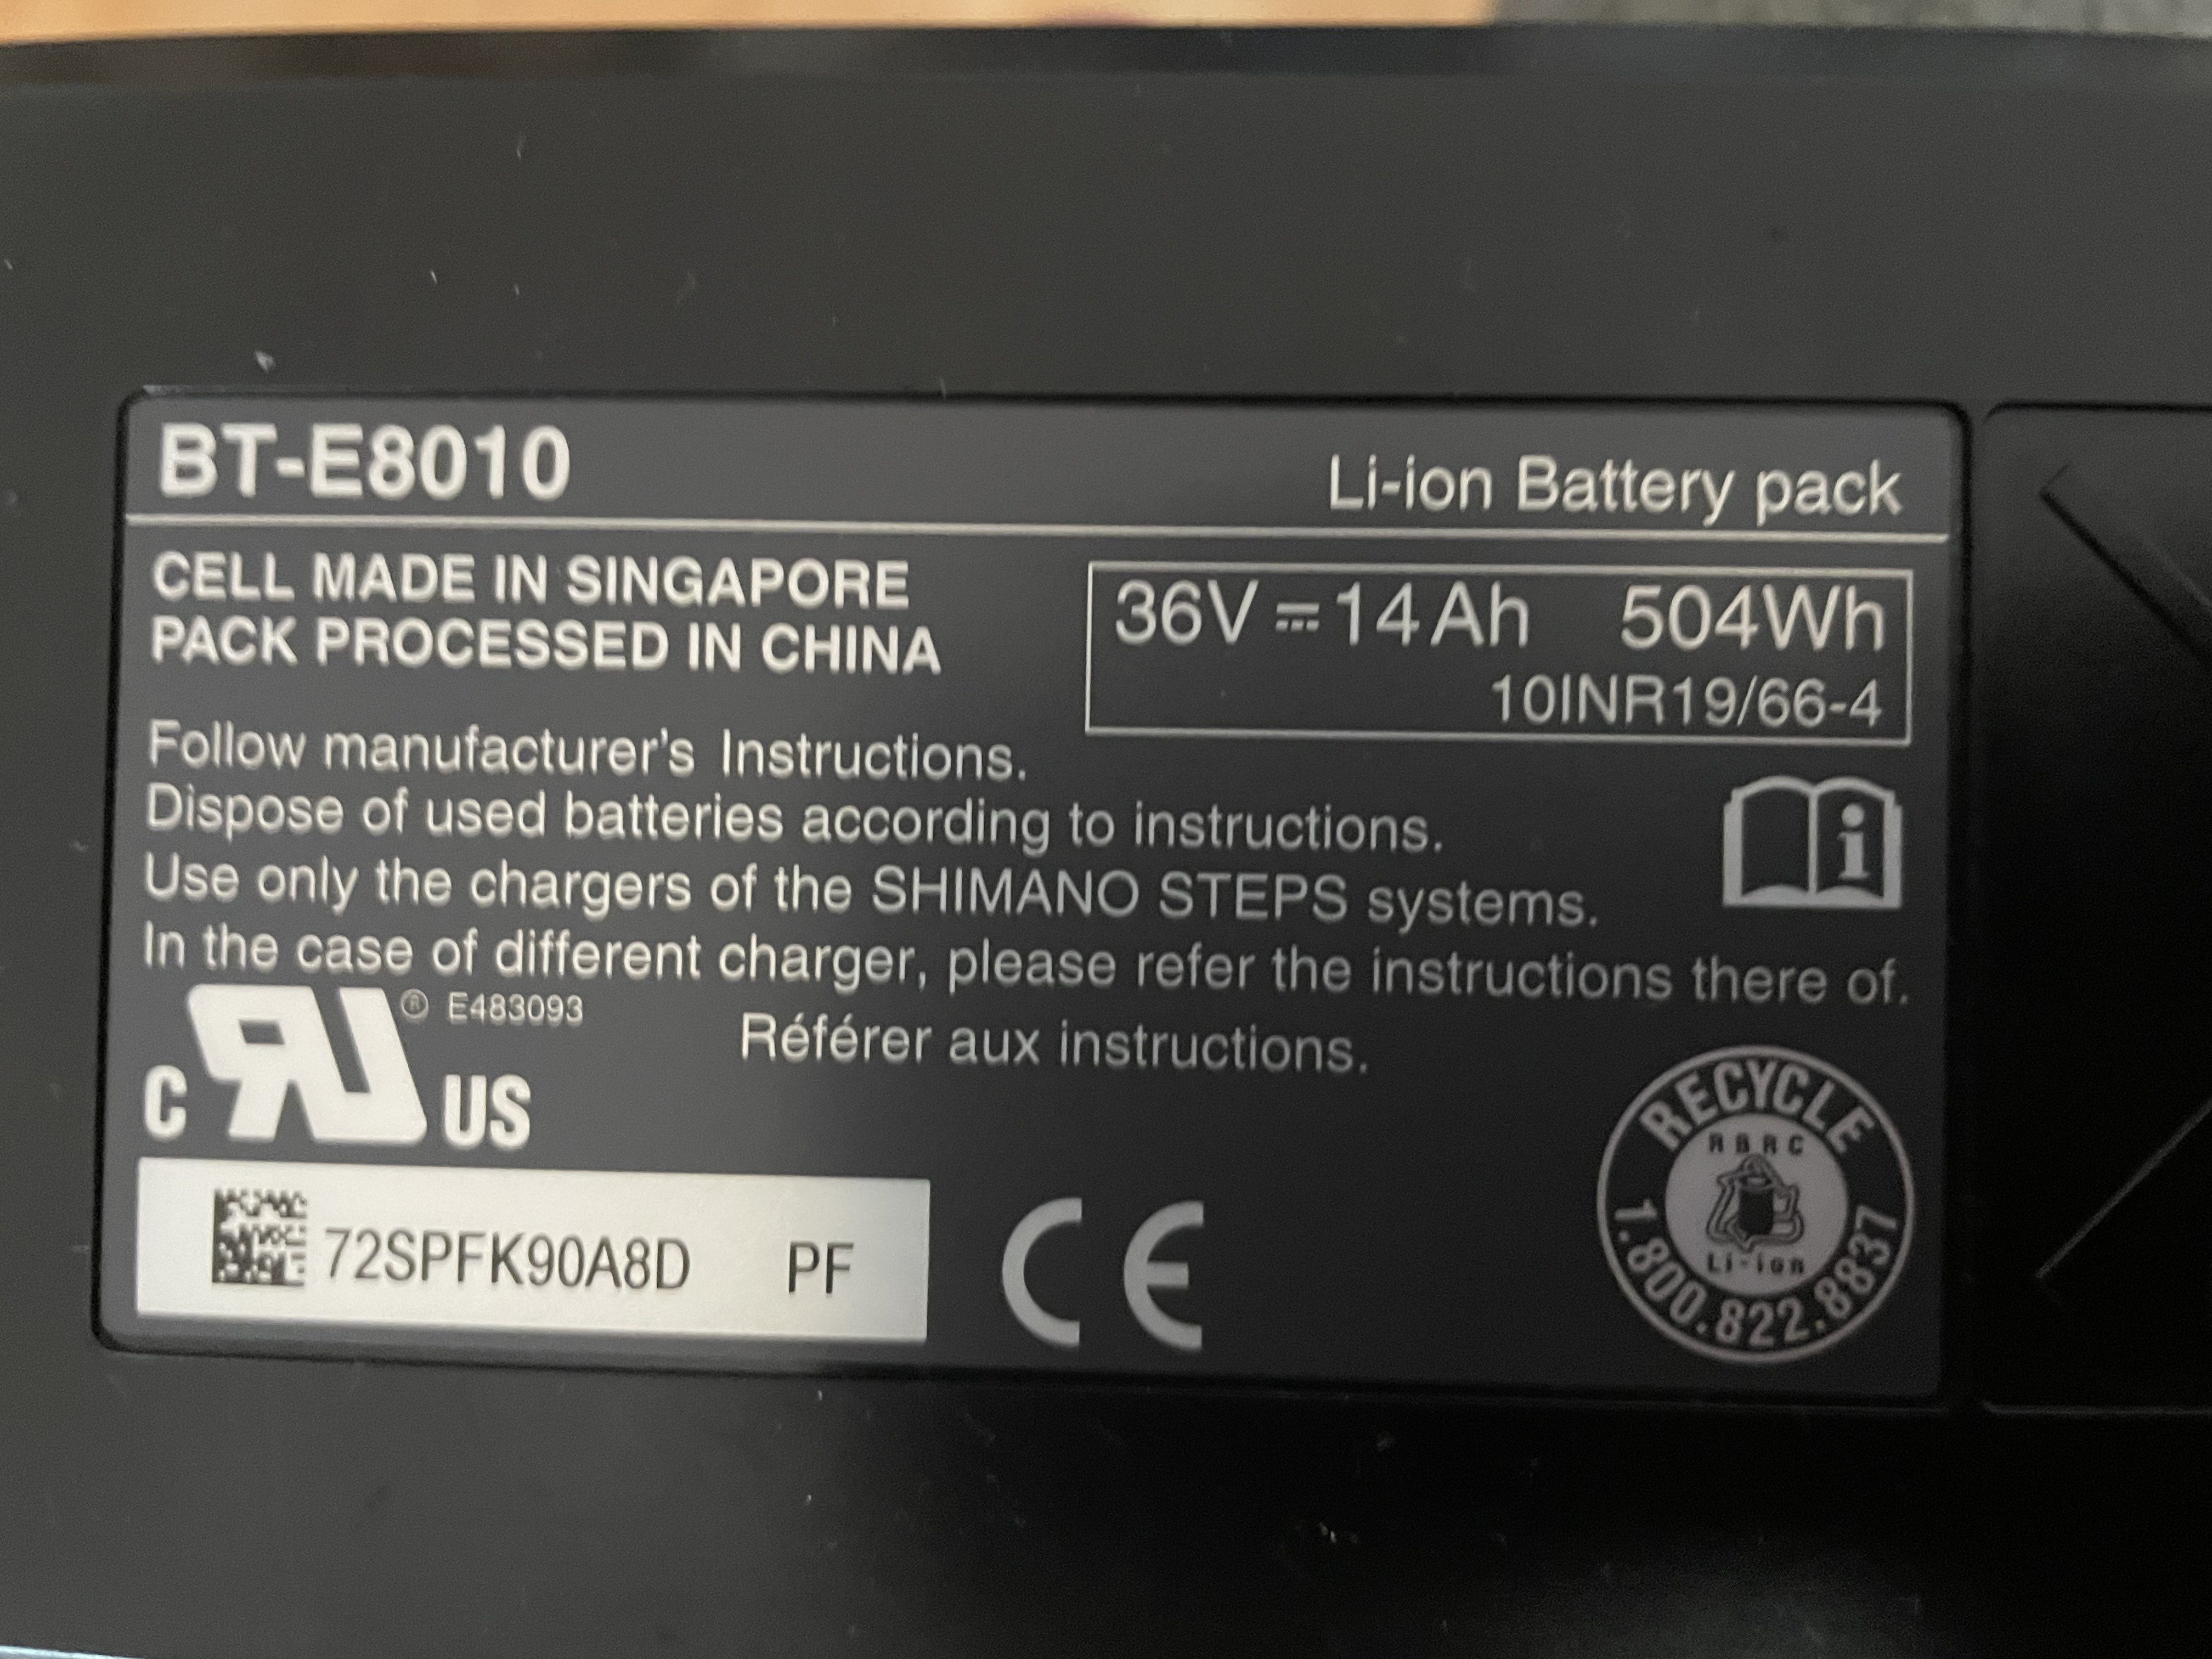 BT-E8010
Li-ion Battery pack
CELL MADE IN SINGAPORE
PACK PROCESSED IN CHINA
36V⎓14Ah 504Wh
10INR19/66-4
Follow manufacturer's Instructions.
Dispose of used batteries according to instructions.
Use only the chargers of the SHIMANO STEPS systems.
In the case of different charger, please refer the instructions there of.
® E483093
Référer aux instructions.
C RU US
72SPFK90A8D PF
CE
RECYCLE
RBRC
Li-ion
1.800.822.8837